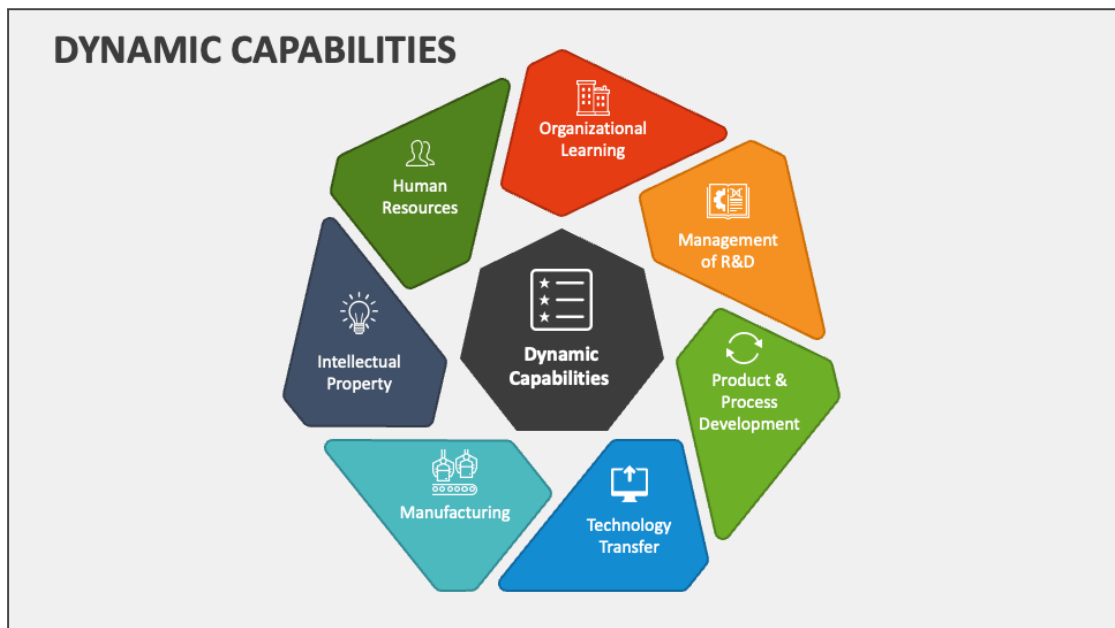 DYNAMIC CAPABILITIES
Organizational
Learning
Management
of R&D
Product &
Process
Development
Technology
Transfer
Manufacturing
Intellectual
Property
Human
Resources
Dynamic
Capabilities